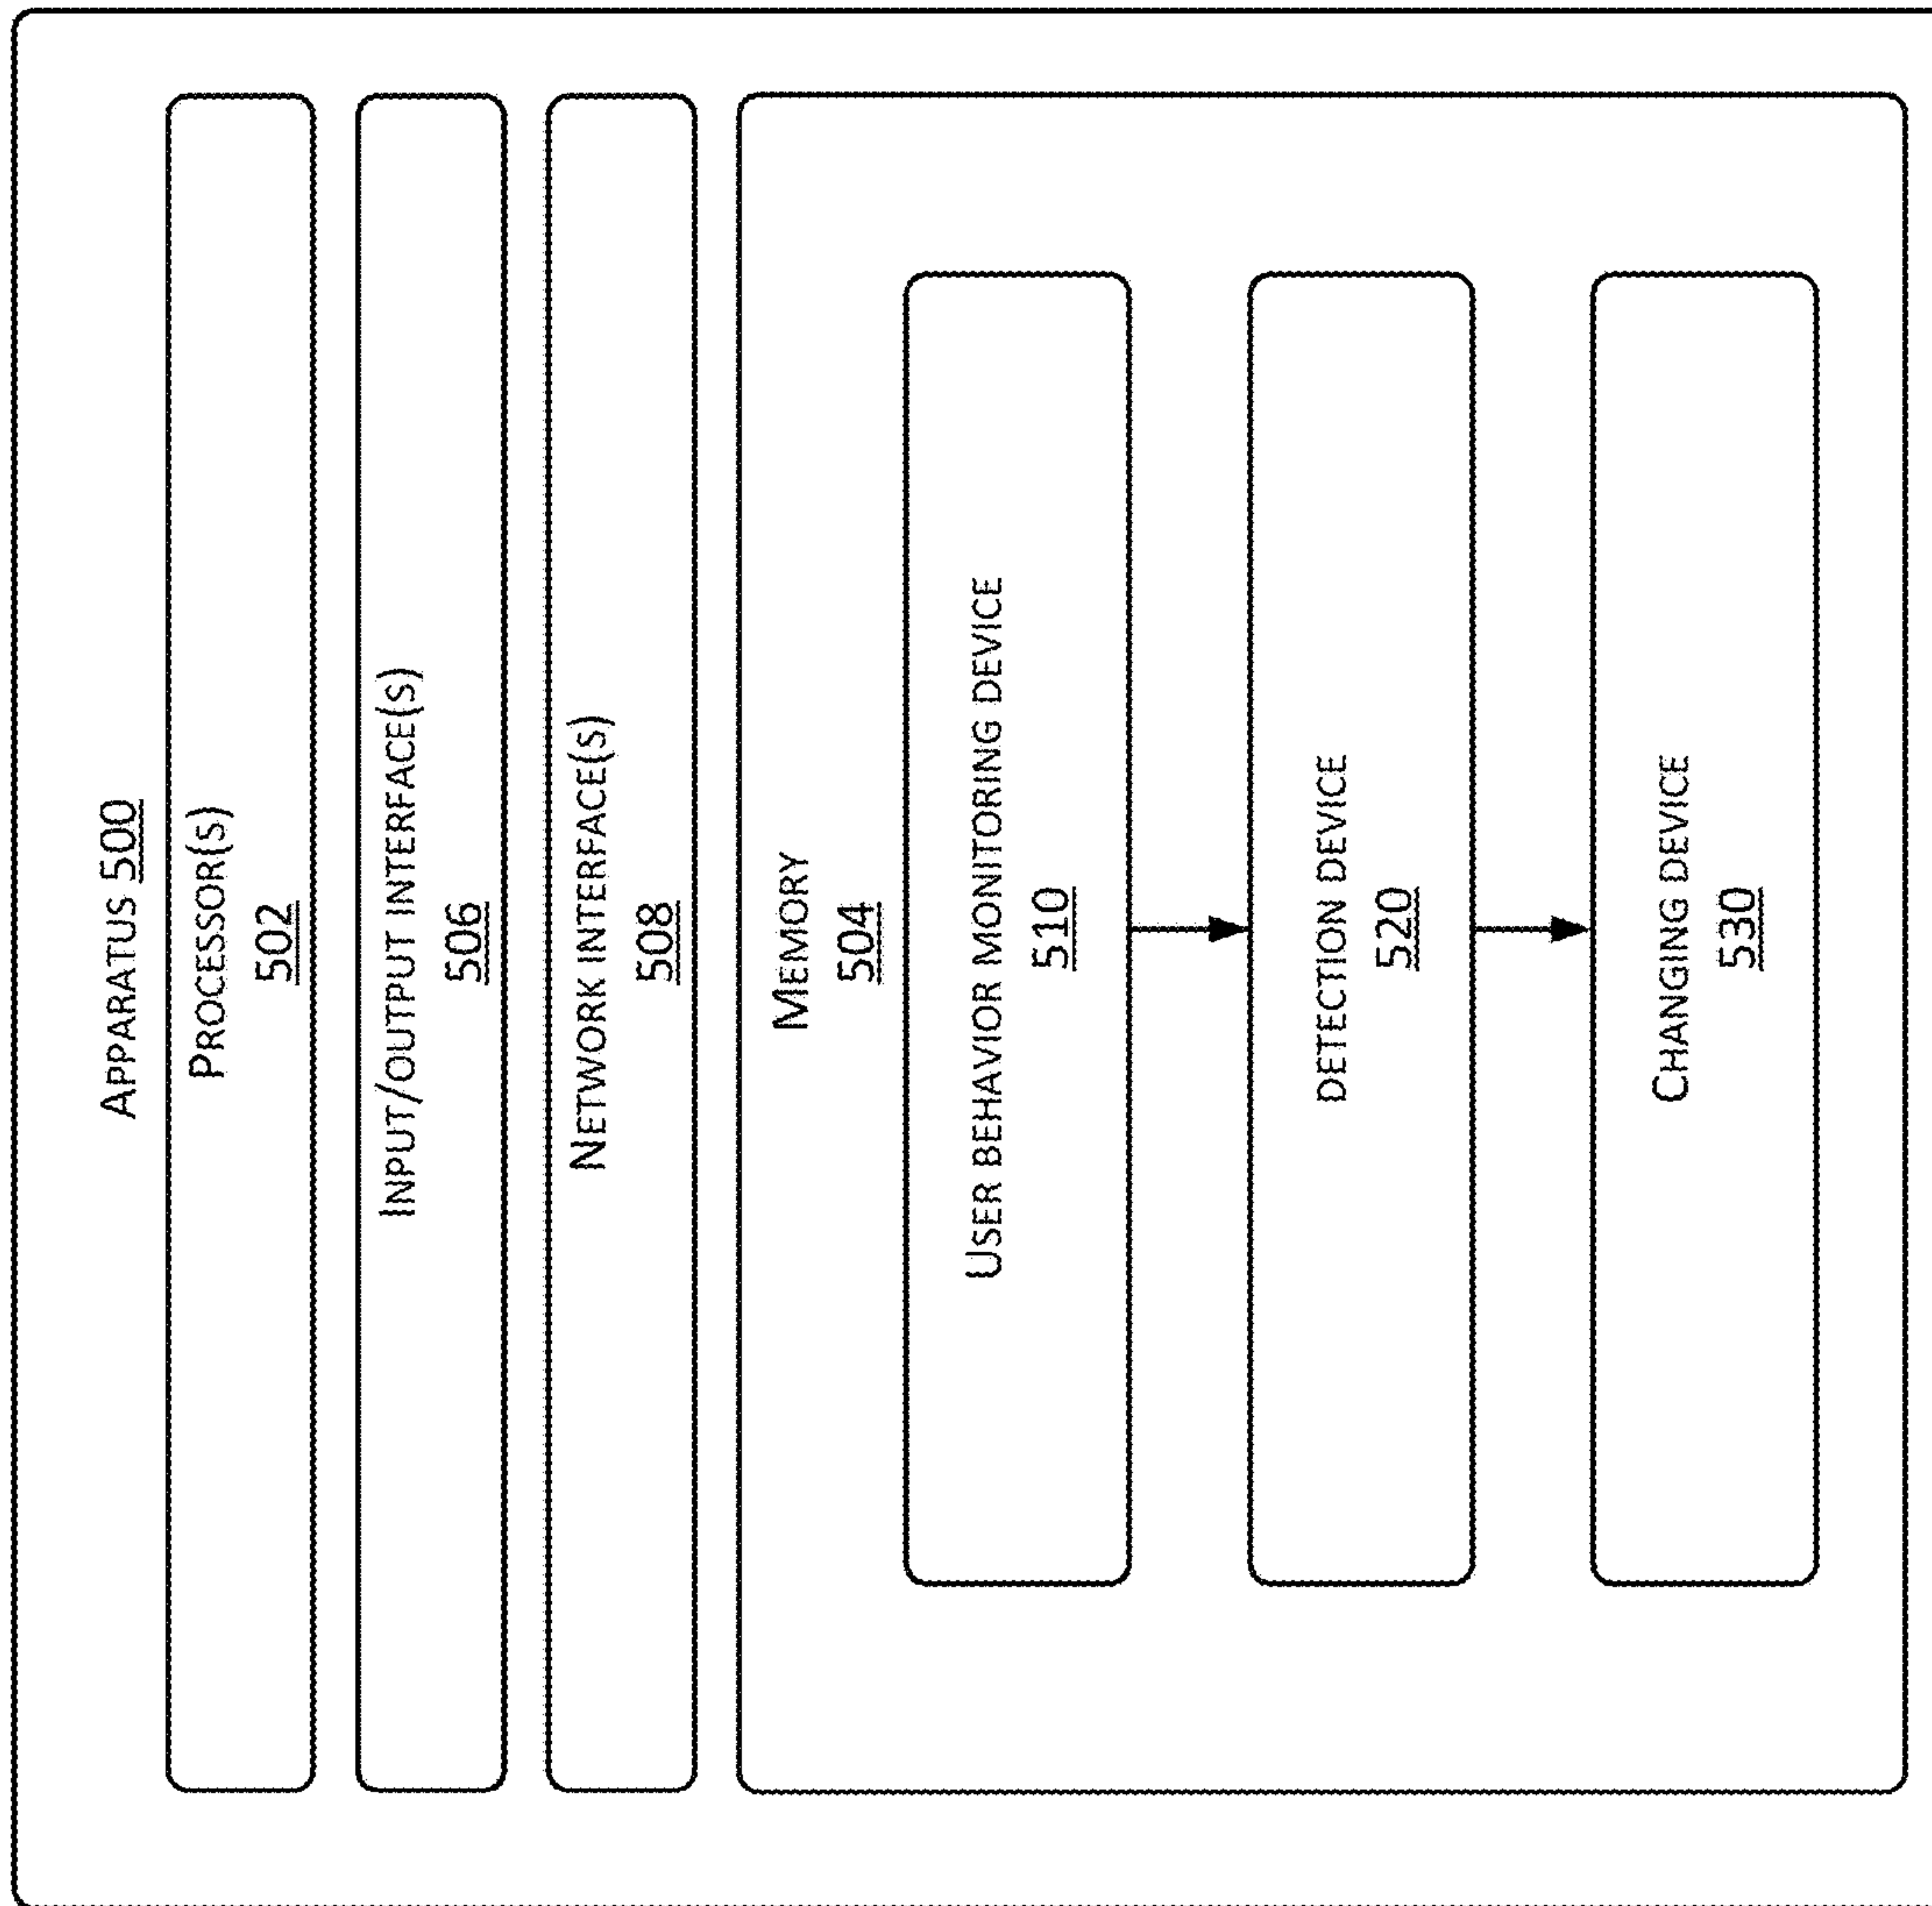 APPARATUS 500
PROCESSOR(S)
502
INPUT/OUTPUT INTERFACE(S)
506
NETWORK INTERFACE(S)
508
MEMORY
504
USER BEHAVIOR MONITORING DEVICE
510
DETECTION DEVICE
520
CHANGING DEVICE
530